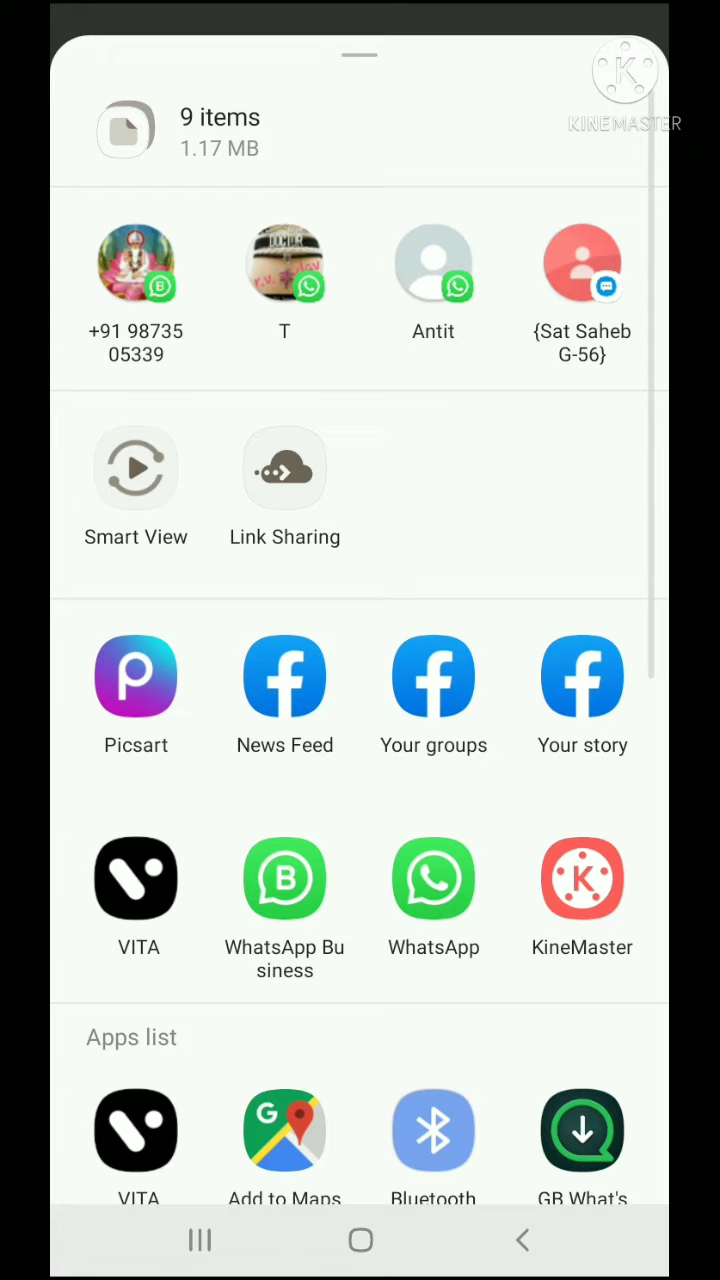 9 items
1.17 MB
KINEMASTER
+91 98735
05339
T
Antit
{Sat Saheb
G-56}
Smart View
Link Sharing
Picsart
News Feed
Your groups
Your story
VITA
WhatsApp Bu
siness
WhatsApp
KineMaster
Apps list
VITA
Add to Maps
Bluetooth
GB What's